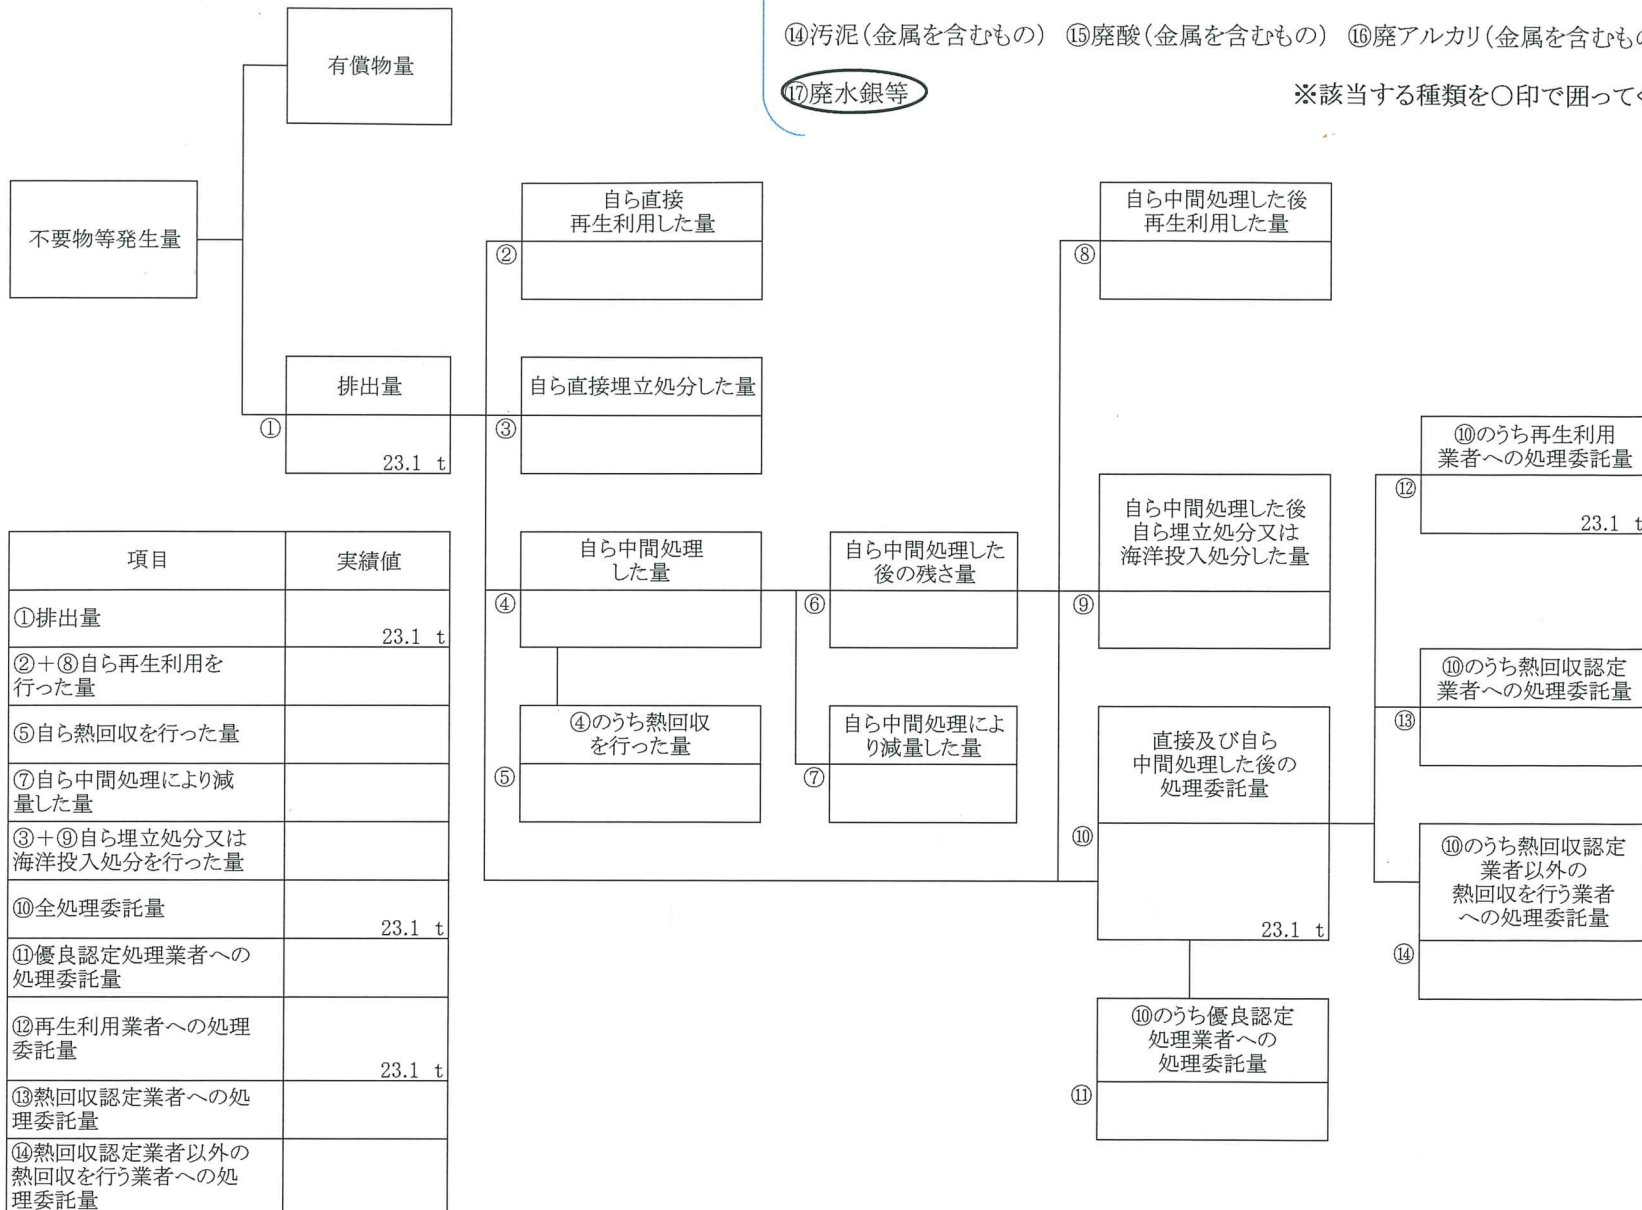 ⑭汚泥(金属を含むもの) ⑮廃酸(金属を含むもの) ⑯廃アルカリ(金属を含むも
⑰廃水銀等
※該当する種類を○印で囲って
有償物量
不要物等発生量
自ら直接
再生利用した量
②
自ら中間処理した後
再生利用した量
⑧
排出量
①
23.1 t
自ら直接埋立処分した量
③
⑩のうち再生利用
業者への処理委託量
⑫
23.1 t
自ら中間処理
した量
④
自ら中間処理した
後の残さ量
⑥
自ら中間処理した後
自ら埋立処分又は
海洋投入処分した量
⑨
④のうち熱回収
を行った量
⑤
自ら中間処理によ
り減量した量
⑦
直接及び自ら
中間処理した後の
処理委託量
⑩
23.1 t
⑩のうち熱回収認定
業者への処理委託量
⑬
⑩のうち熱回収認定
業者以外の
熱回収を行う業者
への処理委託量
⑭
⑩のうち優良認定
処理業者への
処理委託量
⑪
項目 実績値
①排出量 23.1 t
②+⑧自ら再生利用を
行った量
⑤自ら熱回収を行った量
⑦自ら中間処理により減
量した量
③+⑨自ら埋立処分又は
海洋投入処分を行った量
⑩全処理委託量 23.1 t
⑪優良認定処理業者への
処理委託量
⑫再生利用業者への処理
委託量 23.1 t
⑬熱回収認定業者への処
理委託量
⑭熱回収認定業者以外の
熱回収を行う業者への処
理委託量